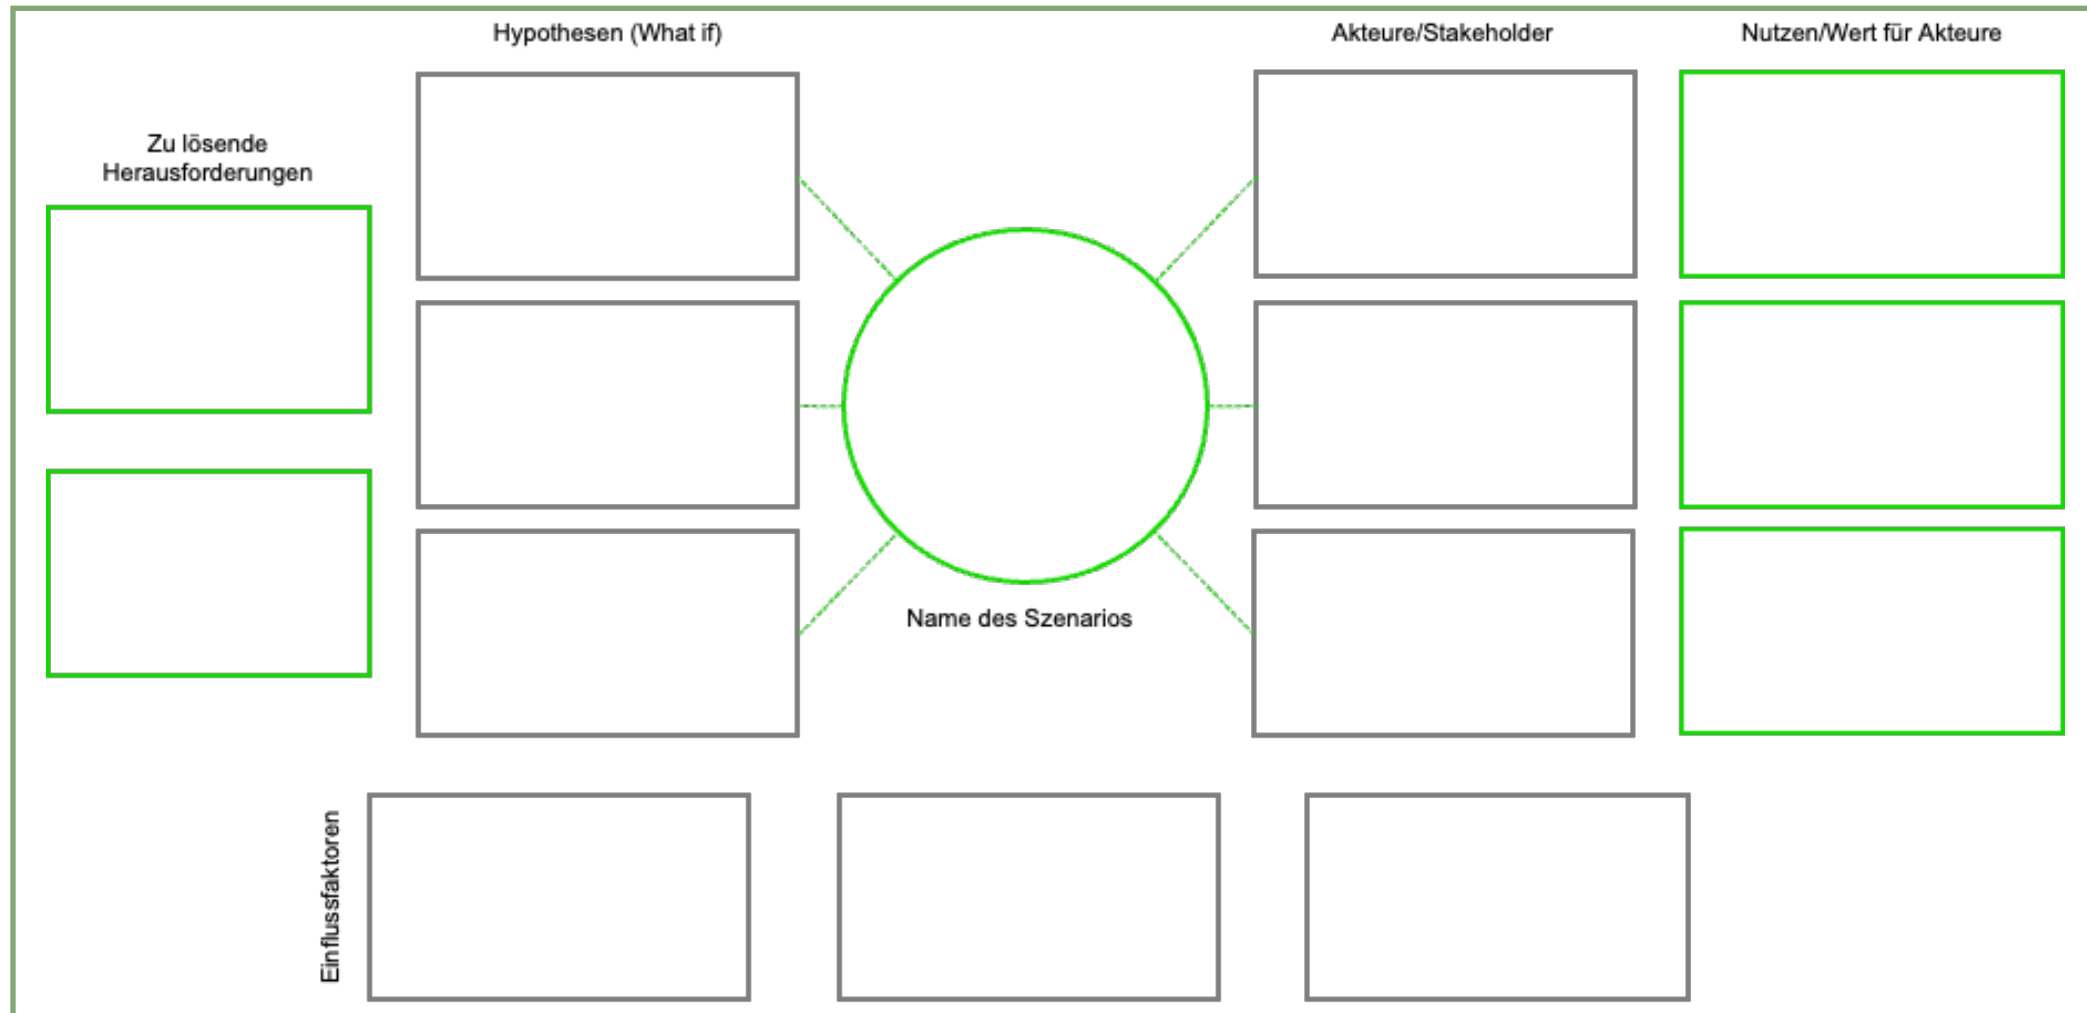 Hypothesen (What if)
Akteure/Stakeholder
Nutzen/Wert für Akteure
Zu lösende
Herausforderungen
Name des Szenarios
Einflussfaktoren